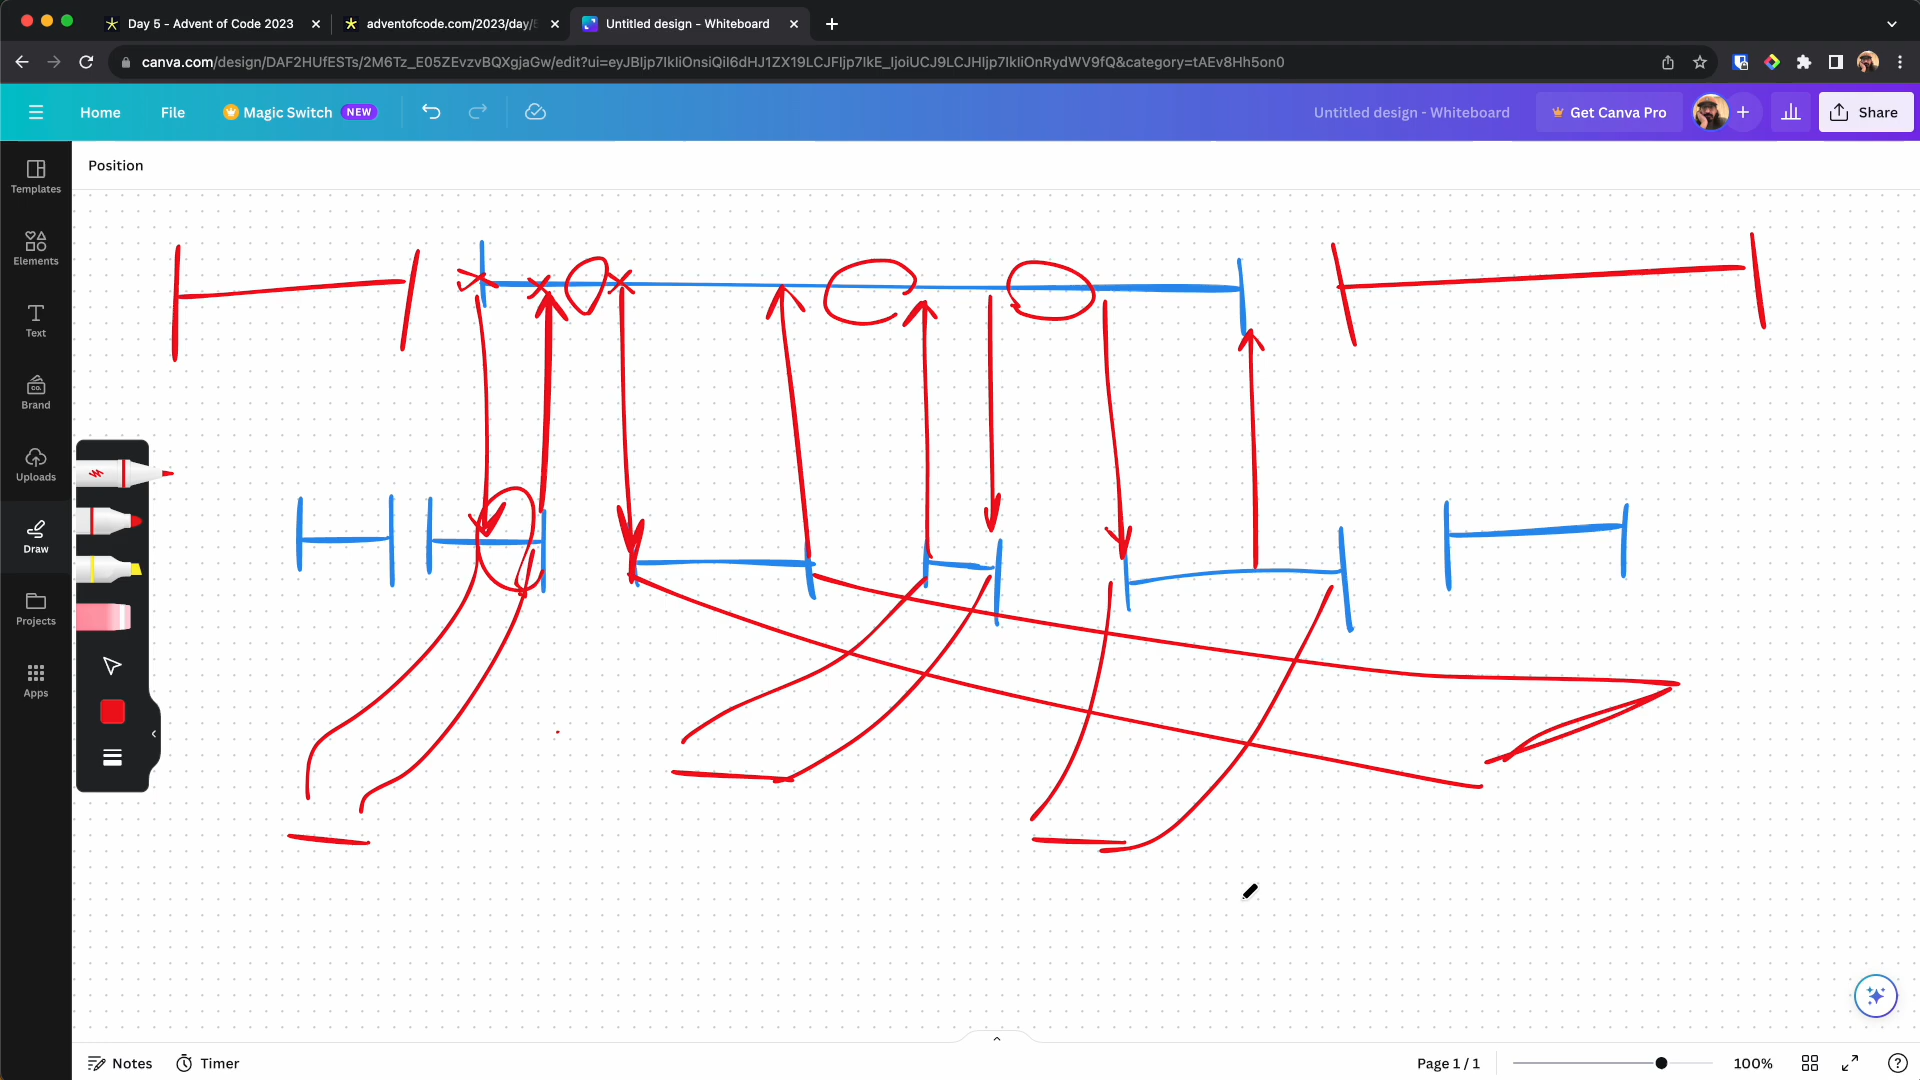 Day 5 - Advent of Code 2023
adventofcode.com/2023/day/5
Untitled design - Whiteboard
canva.com/design/DAF2HUfESTs/2M6Tz_E05ZEvzvBQXgjaGw/edit?ui=eyJBIjp7IkIiOnsiQiI6dHJ1ZX19LCJFIjp7IkE_IjoiUCJ9LCJHIjp7IkIiOnRydWV9fQ&category=tAEv8Hh5on0
Home
File
Magic Switch NEW
Untitled design - Whiteboard
Get Canva Pro
Share
Position
Templates
Elements
Text
CO.
Brand
Uploads
Draw
Projects
Apps
Notes
Timer
Page 1 / 1
100%